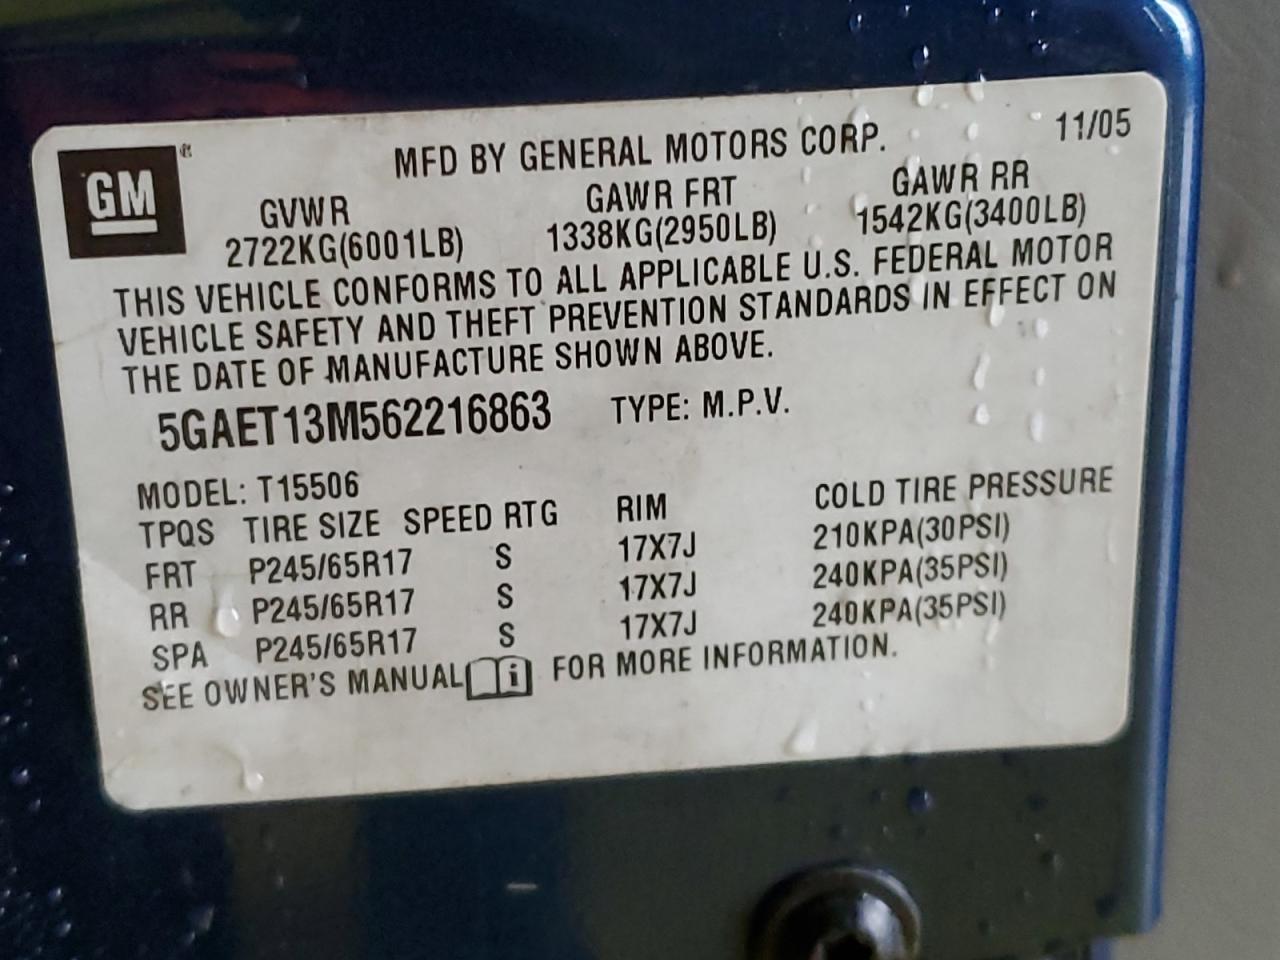 GM ®
MFD BY GENERAL MOTORS CORP. 11/05
GVWR GAWR FRT GAWR RR
2722KG(6001LB) 1338KG(2950LB) 1542KG(3400LB)
THIS VEHICLE CONFORMS TO ALL APPLICABLE U.S. FEDERAL MOTOR
VEHICLE SAFETY AND THEFT PREVENTION STANDARDS IN EFFECT ON
THE DATE OF MANUFACTURE SHOWN ABOVE.
5GAET13M562216863 TYPE: M.P.V.
MODEL: T15506
TPQS TIRE SIZE SPEED RTG RIM COLD TIRE PRESSURE
FRT P245/65R17 S 17X7J 210KPA(30PSI)
RR P245/65R17 S 17X7J 240KPA(35PSI)
SPA P245/65R17 S 17X7J 240KPA(35PSI)
SEE OWNER'S MANUAL i FOR MORE INFORMATION.